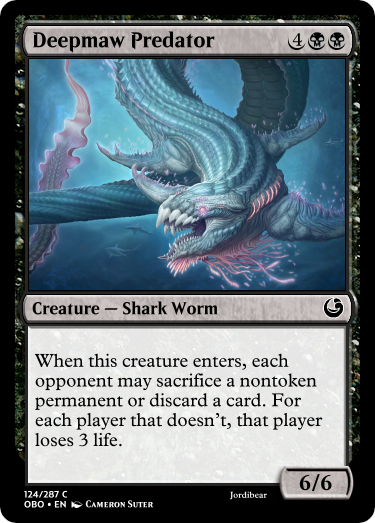 Deepmaw Predator 4
Creature — Shark Worm
When this creature enters, each
opponent may sacrifice a nontoken
permanent or discard a card. For
each player that doesn't, that player
loses 3 life.
6/6
124/287 C
OBO • EN Cameron Suter
Jordibear